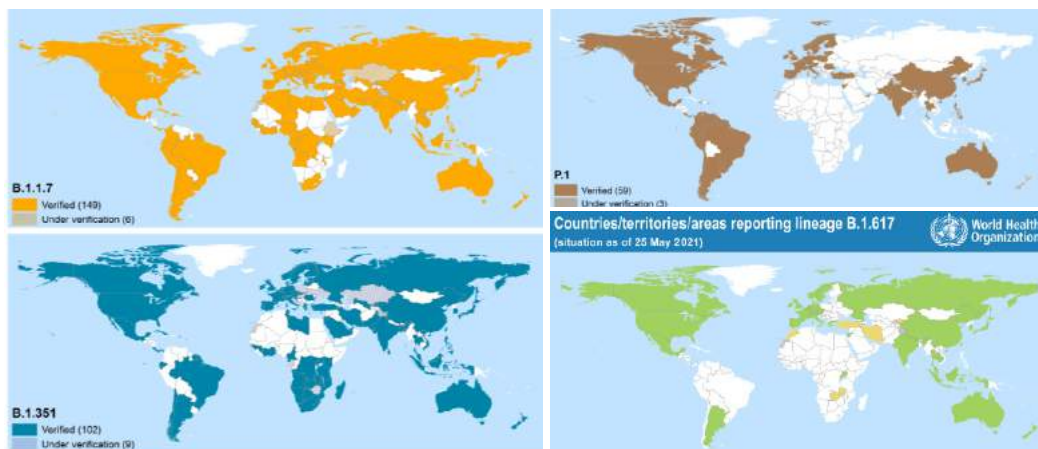 B.1.1.7
Verified (149)
Under verification (6)
P.1
Verified (59)
Under verification (3)
B.1.351
Verified (102)
Under verification (9)
Countries/territories/areas reporting lineage B.1.617
(situation as of 25 May 2021)
World Health
Organization